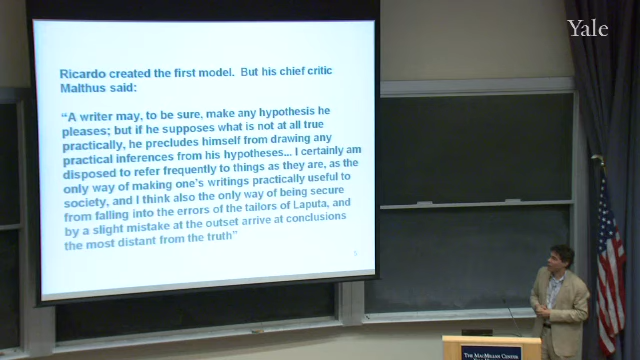 Yale
Ricardo created the first model. But his chief critic
Malthus said:
“A writer may, to be sure, make any hypothesis he
pleases; but if he supposes what is not at all true
practically, he precludes himself from drawing any
practical inferences from his hypotheses... I certainly am
disposed to refer frequently to things as they are, as the
only way of making one's writings practically useful to
society, and I think also the only way of being secure
from falling into the errors of the tailors of Laputa, and
by a slight mistake at the outset arrive at conclusions
the most distant from the truth”
THE MACMILLAN CENTER